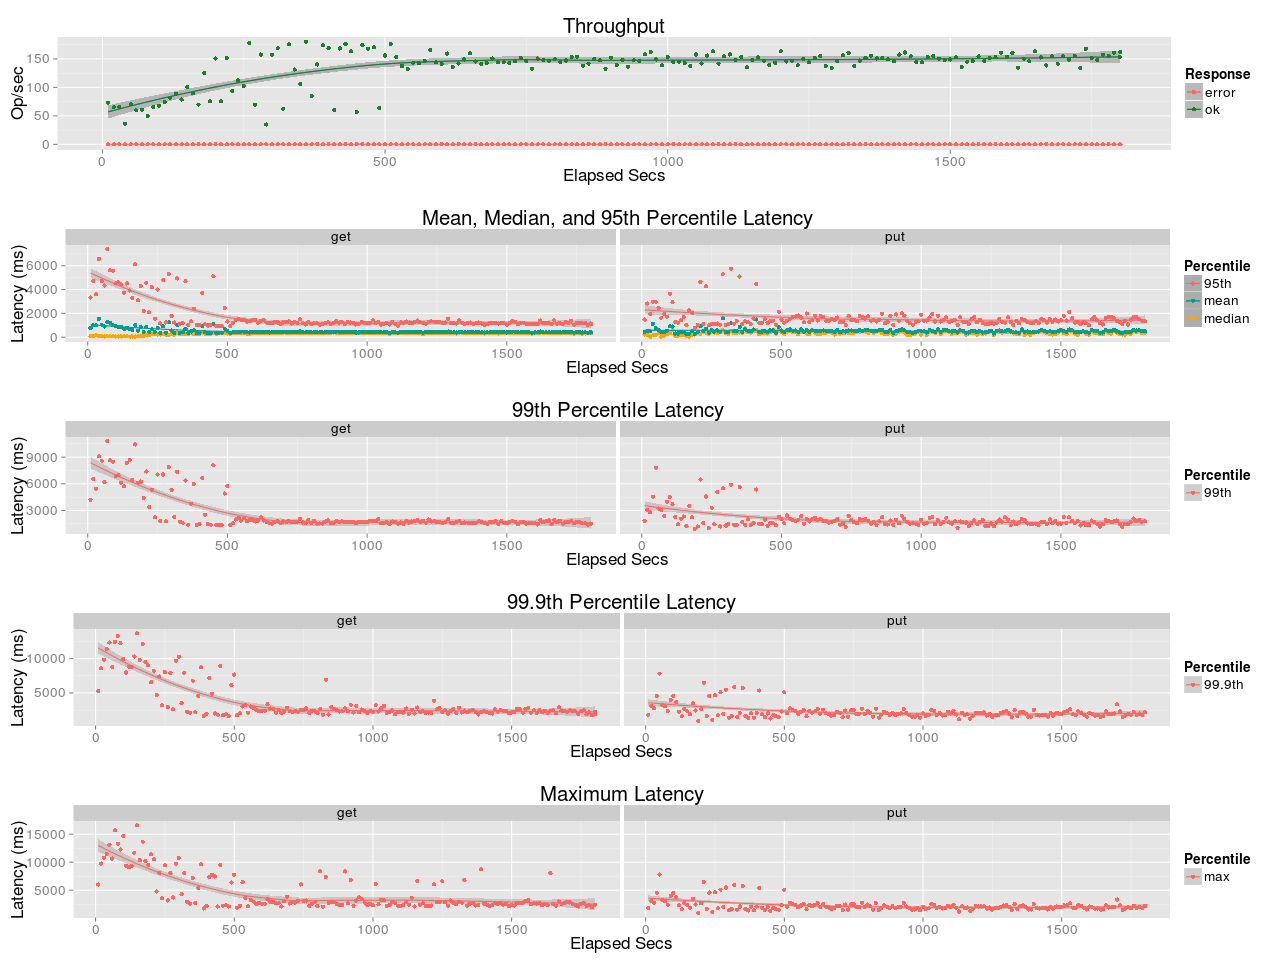 Throughput
Op/sec
150
100
50
0
0 500 1000 1500
Elapsed Secs
Response
error
ok
Mean, Median, and 95th Percentile Latency
get put
Latency (ms)
6000
4000
2000
0
0 500 1000 1500 0 500 1000 1500
Elapsed Secs
Percentile
95th
mean
median
99th Percentile Latency
get put
Latency (ms)
9000
6000
3000
0 500 1000 1500 0 500 1000 1500
Elapsed Secs
Percentile
99th
99.9th Percentile Latency
get put
Latency (ms)
10000
5000
0 500 1000 1500 0 500 1000 1500
Elapsed Secs
Percentile
99.9th
Maximum Latency
get put
Latency (ms)
15000
10000
5000
0 500 1000 1500 0 500 1000 1500
Elapsed Secs
Percentile
max